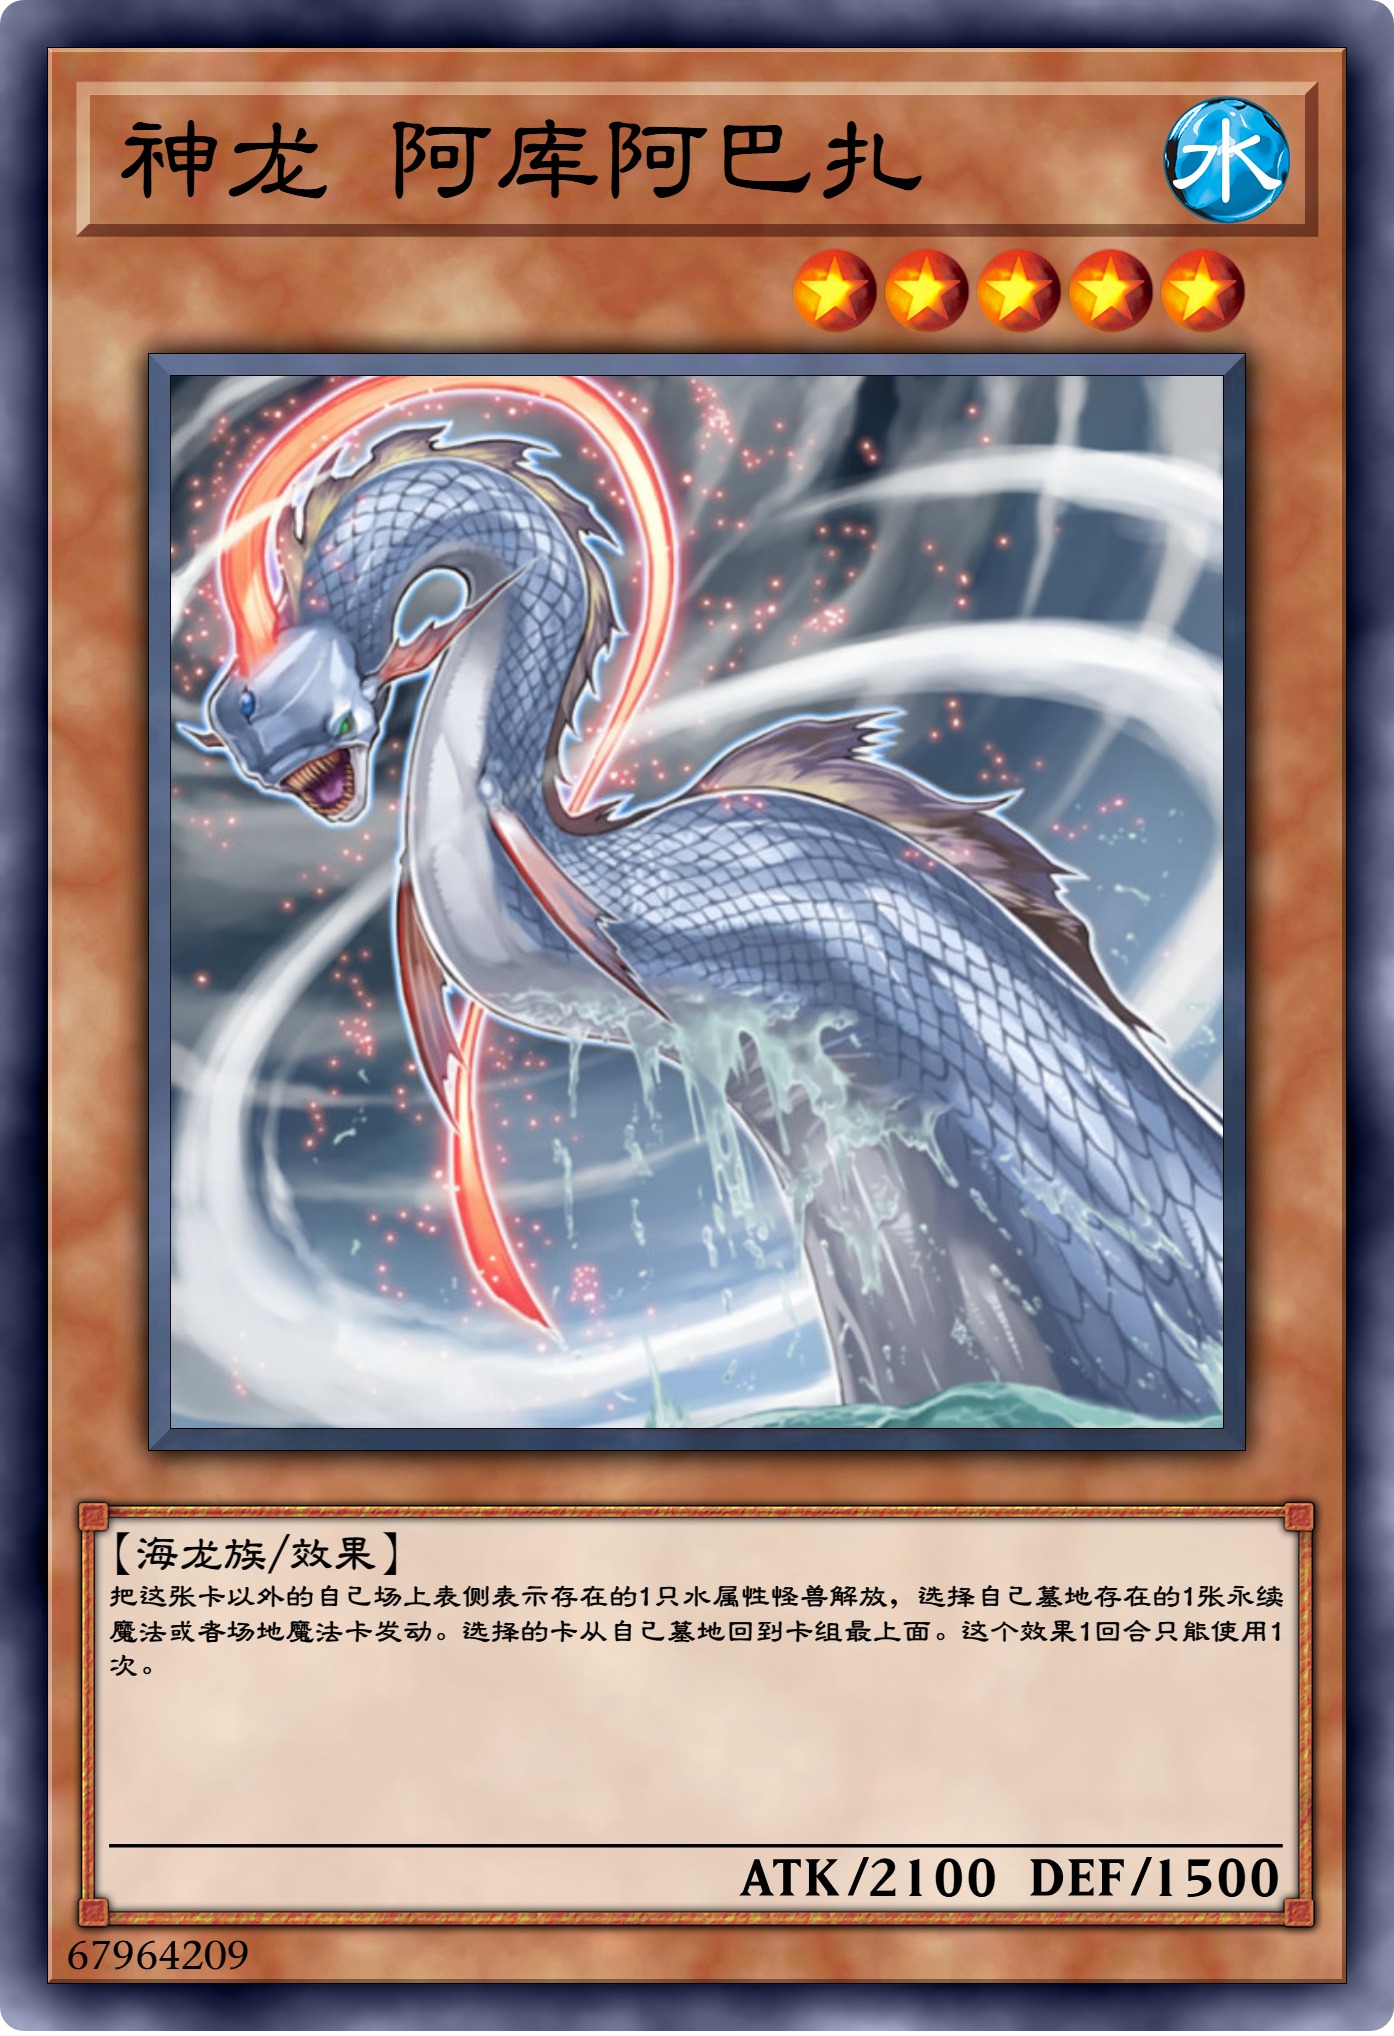 神龙 阿库阿巴扎
水
【海龙族/效果】
把这张卡以外的自己场上表侧表示存在的1只水属性怪兽解放，选择自己墓地存在的1张永续
魔法或者场地魔法卡发动。选择的卡从自己墓地回到卡组最上面。这个效果1回合只能使用1
次。
ATK/2100 DEF/1500
67964209